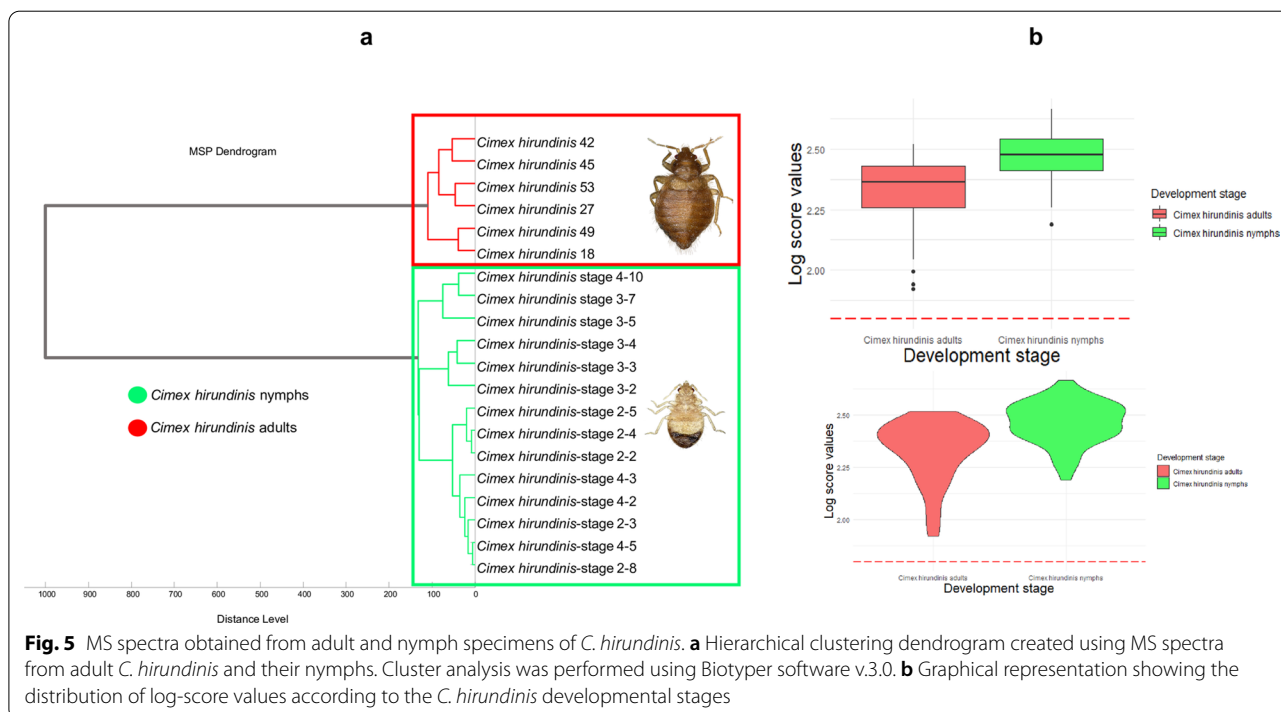 a
MSP Dendrogram
Cimex hirundinis 42
Cimex hirundinis 45
Cimex hirundinis 53
Cimex hirundinis 27
Cimex hirundinis 49
Cimex hirundinis 18
Cimex hirundinis stage 4-10
Cimex hirundinis stage 3-7
Cimex hirundinis stage 3-5
Cimex hirundinis-stage 3-4
Cimex hirundinis-stage 3-3
Cimex hirundinis-stage 3-2
Cimex hirundinis-stage 2-5
Cimex hirundinis-stage 2-4
Cimex hirundinis-stage 2-2
Cimex hirundinis-stage 4-3
Cimex hirundinis-stage 4-2
Cimex hirundinis-stage 2-3
Cimex hirundinis-stage 4-5
Cimex hirundinis-stage 2-8
Cimex hirundinis nymphs
Cimex hirundinis adults
1000 900 800 700 600 500 400 300 200 100 0
Distance Level
b
Log score values
2.50
2.25
2.00
Cimex hirundinis adults Cimex hirundinis nymphs
Development stage
Development stage
Cimex hirundinis adults
Cimex hirundinis nymphs
Log score values
2.50
2.25
2.00
Cimex hirundinis adults Cimex hirundinis nymphs
Development stage
Development stage
Cimex hirundinis adults
Cimex hirundinis nymphs
Fig. 5 MS spectra obtained from adult and nymph specimens of C. hirundinis. a Hierarchical clustering dendrogram created using MS spectra
from adult C. hirundinis and their nymphs. Cluster analysis was performed using Biotyper software v.3.0. b Graphical representation showing the
distribution of log-score values according to the C. hirundinis developmental stages